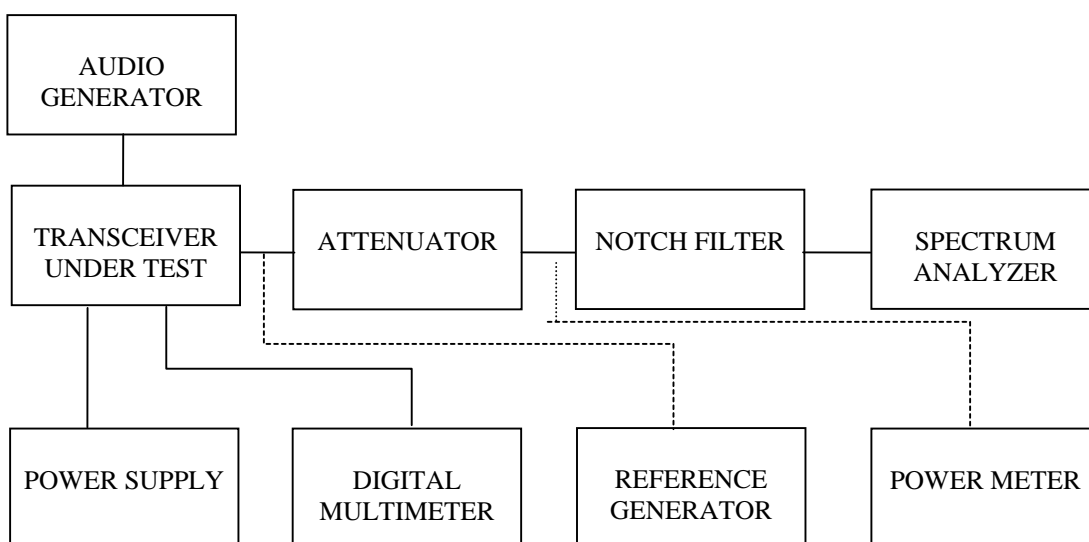 AUDIO
GENERATOR
TRANSCEIVER
UNDER TEST
ATTENUATOR
NOTCH FILTER
SPECTRUM
ANALYZER
POWER SUPPLY
DIGITAL
MULTIMETER
REFERENCE
GENERATOR
POWER METER